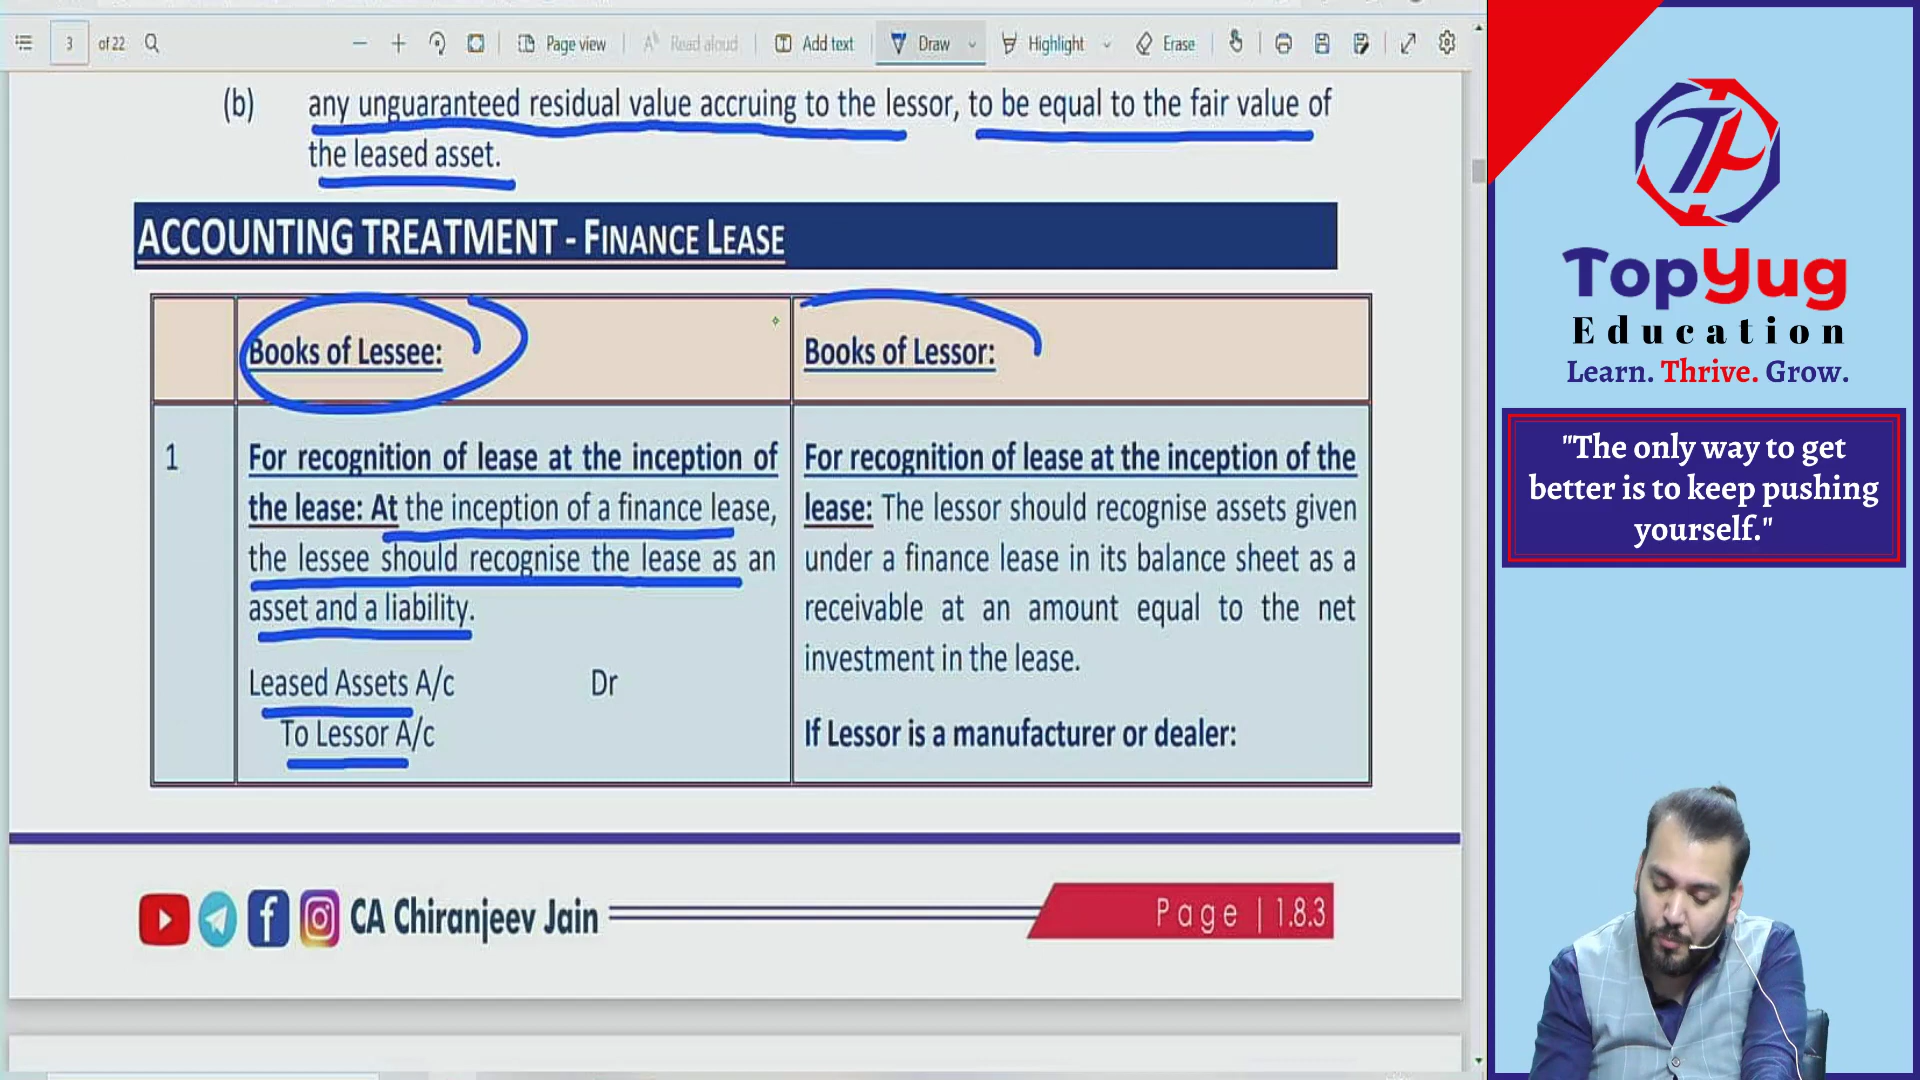 3 of 22
Page view
Read aloud
Add text
Draw
Highlight
Erase
(b) any unguaranteed residual value accruing to the lessor, to be equal to the fair value of
the leased asset.
ACCOUNTING TREATMENT - FINANCE LEASE
Books of Lessee:
Books of Lessor:
1
For recognition of lease at the inception of
the lease: At the inception of a finance lease,
the lessee should recognise the lease as an
asset and a liability.
Leased Assets A/c Dr
To Lessor A/c
For recognition of lease at the inception of the
lease: The lessor should recognise assets given
under a finance lease in its balance sheet as a
receivable at an amount equal to the net
investment in the lease.
If Lessor is a manufacturer or dealer:
CA Chiranjeev Jain
Page | 1.8.3
TopYug
Education
Learn. Thrive. Grow.
"The only way to get
better is to keep pushing
yourself."